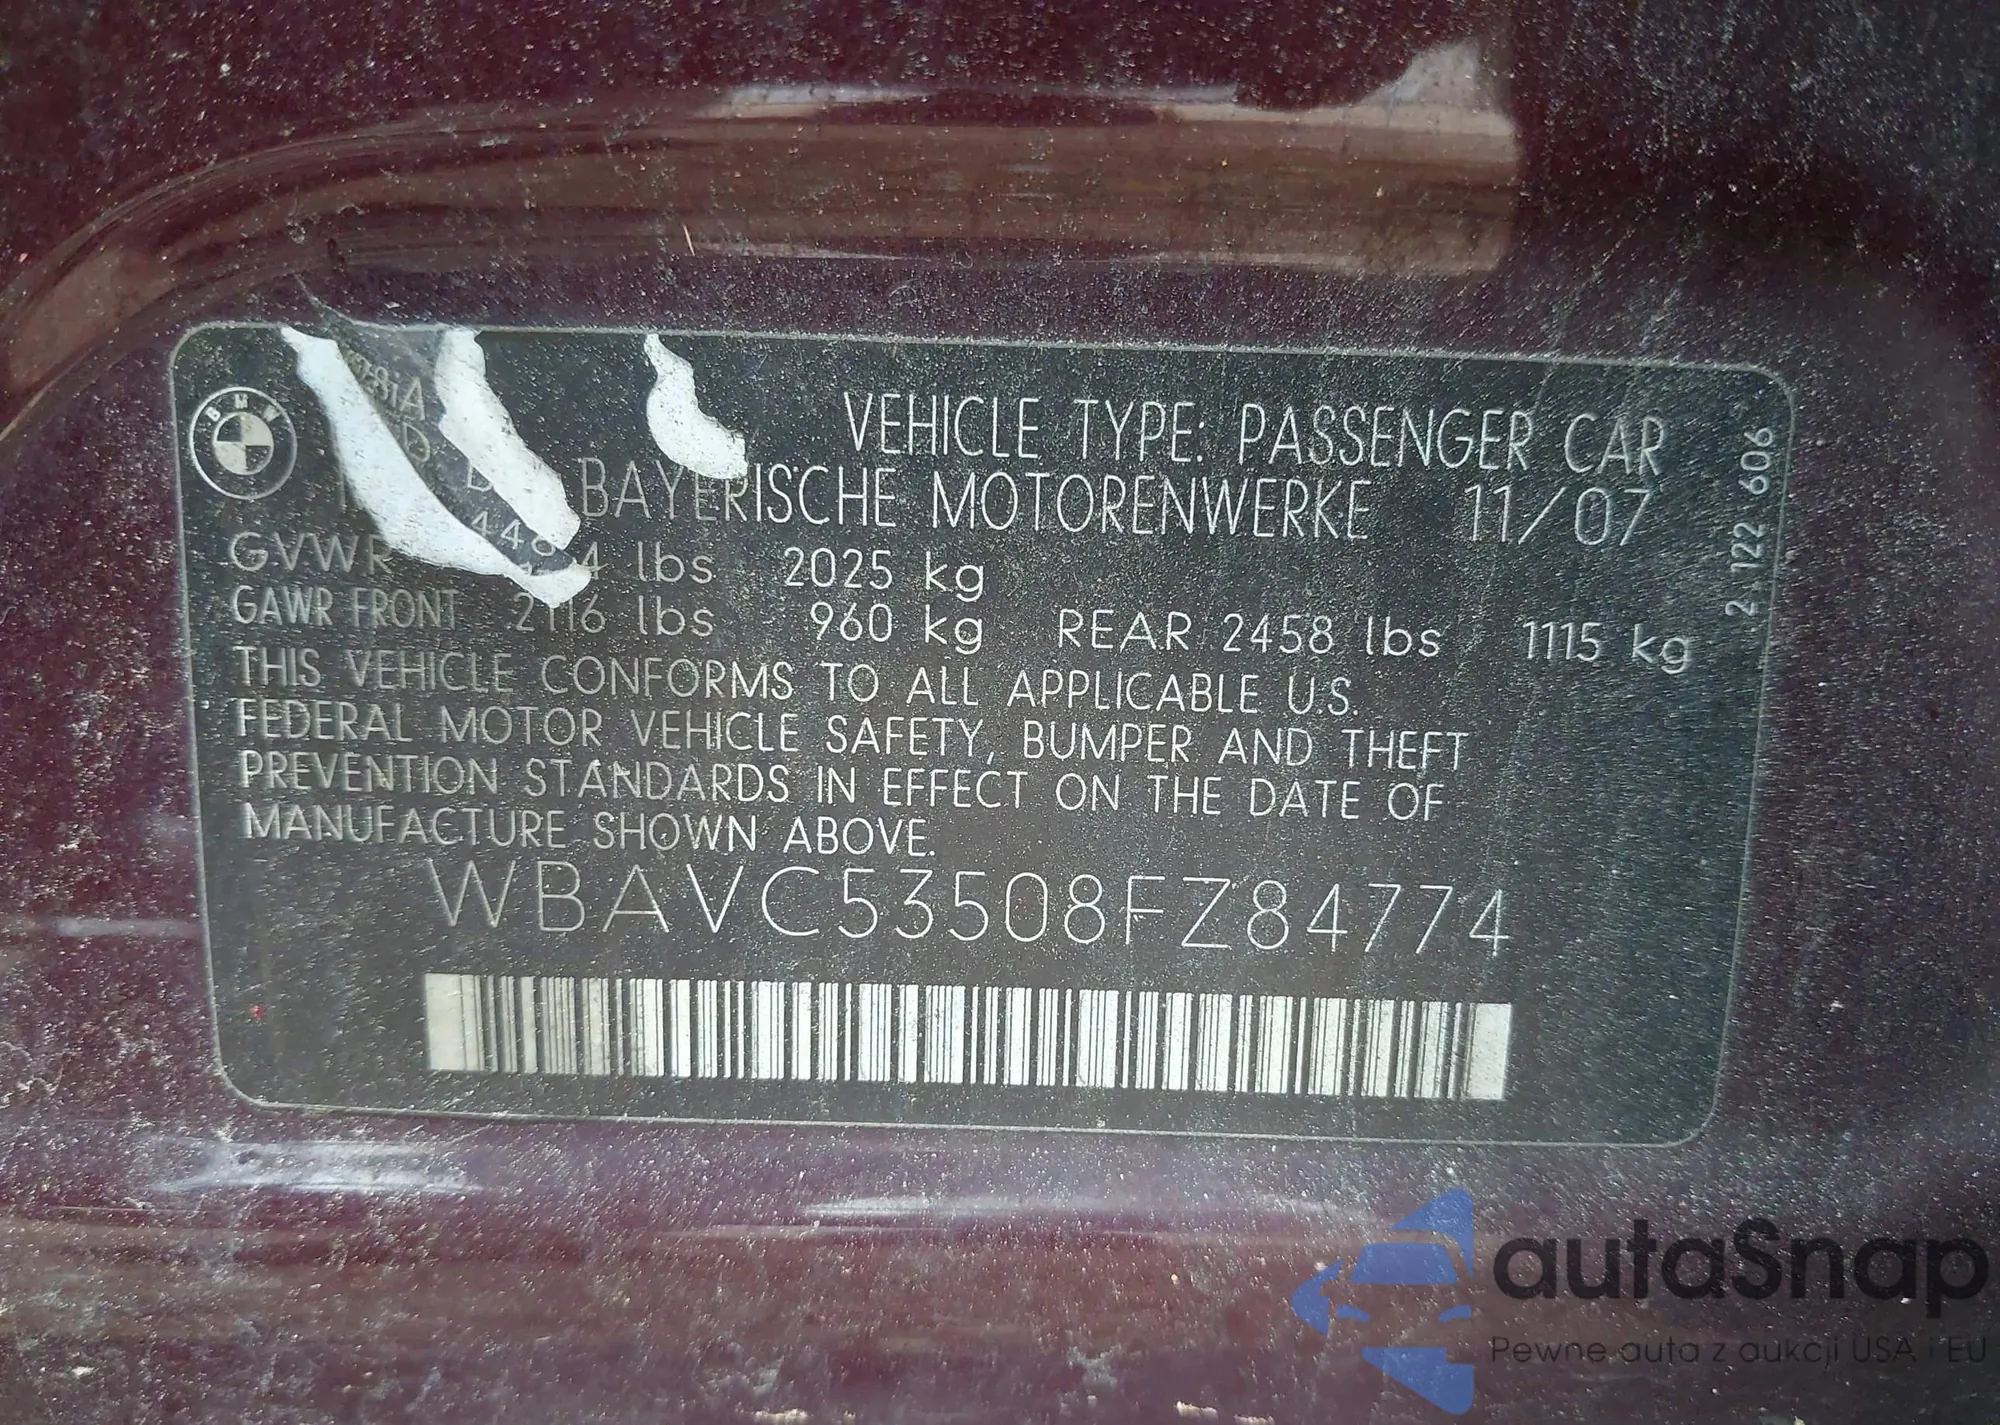 BMW
VEHICLE TYPE: PASSENGER CAR
BAYERISCHE MOTORENWERKE 11/07
GVWR lbs 2025 kg
GAWR FRONT 2116 lbs 960 kg REAR 2458 lbs 1115 kg
THIS VEHICLE CONFORMS TO ALL APPLICABLE U.S.
FEDERAL MOTOR VEHICLE SAFETY, BUMPER AND THEFT
PREVENTION STANDARDS IN EFFECT ON THE DATE OF
MANUFACTURE SHOWN ABOVE.
WBAVC53508FZ84774
2.122 606
autaSnap
Pewne auta z aukcji USA i EU